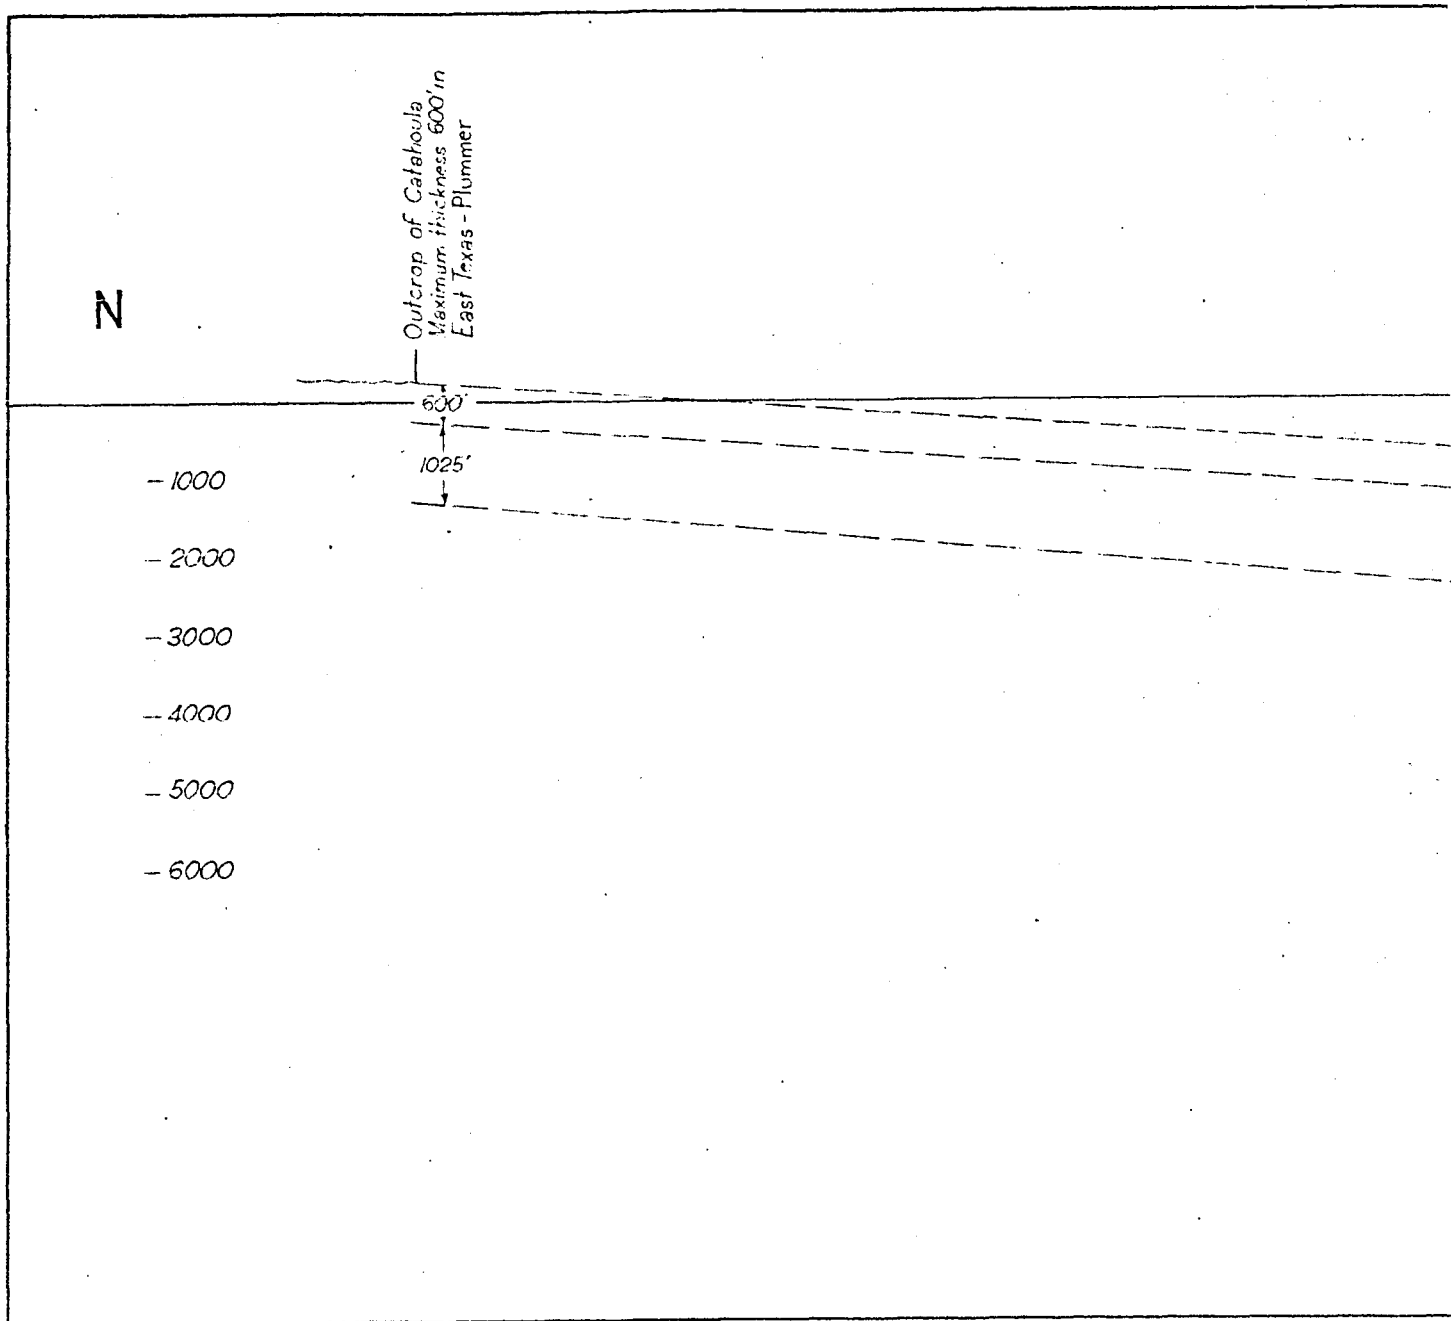 Outcrop of Catahoula
Maximum thickness 600' in
East Texas - Plummer
N
600'
1025'
-1000
-2000
-3000
-4000
-5000
-6000